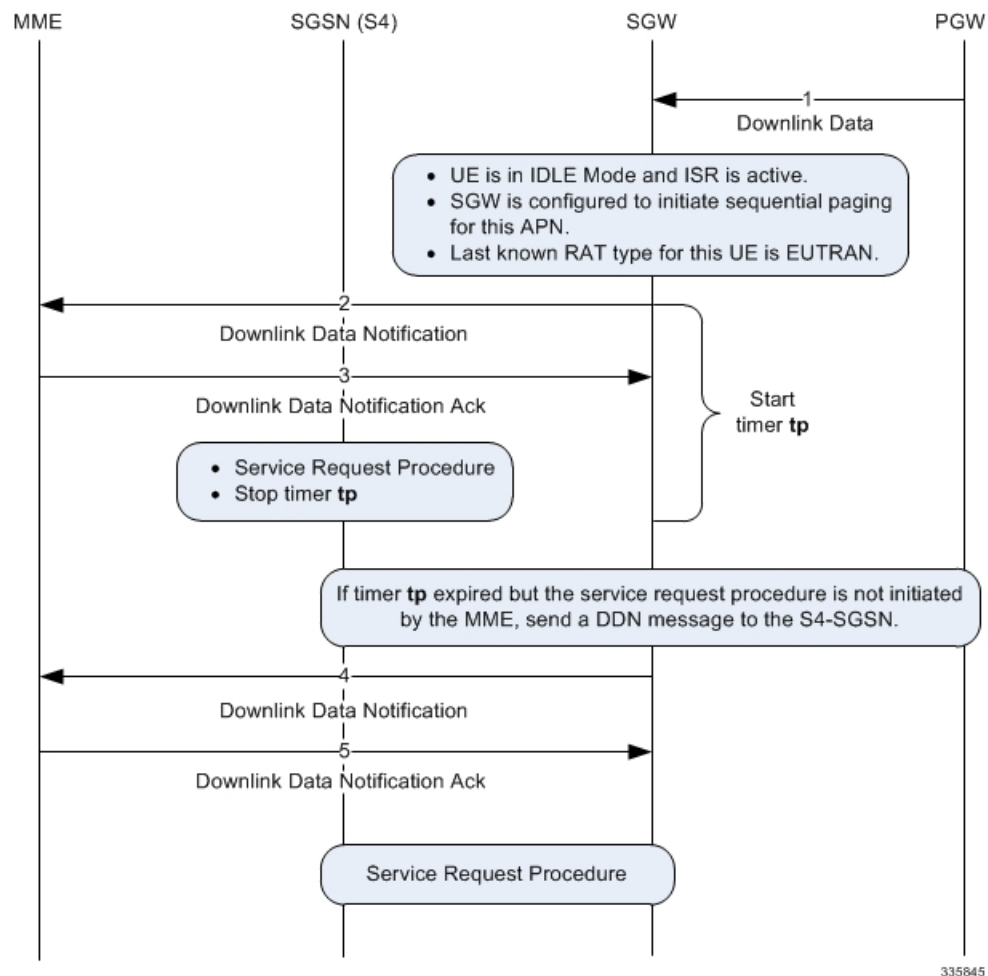 MME
SGSN (S4)
SGW
PGW
1
Downlink Data
• UE is in IDLE Mode and ISR is active.
• SGW is configured to initiate sequential paging
for this APN.
• Last known RAT type for this UE is EUTRAN.
2
Downlink Data Notification
3
Downlink Data Notification Ack
Start
timer tp
• Service Request Procedure
• Stop timer tp
If timer tp expired but the service request procedure is not initiated
by the MME, send a DDN message to the S4-SGSN.
4
Downlink Data Notification
5
Downlink Data Notification Ack
Service Request Procedure
335845